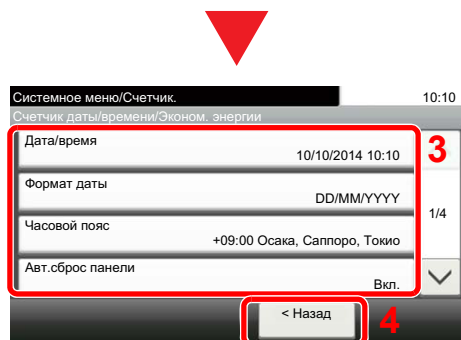 Системное меню/Счетчик. 10:10
Счетчик даты/времени/Эконом. энергии
Дата/время
10/10/2014 10:10
3
Формат даты
DD/MM/YYYY
1/4
Часовой пояс
+09:00 Осака, Саппоро, Токио
Авт.сброс панели
Вкл.
< Назад
4